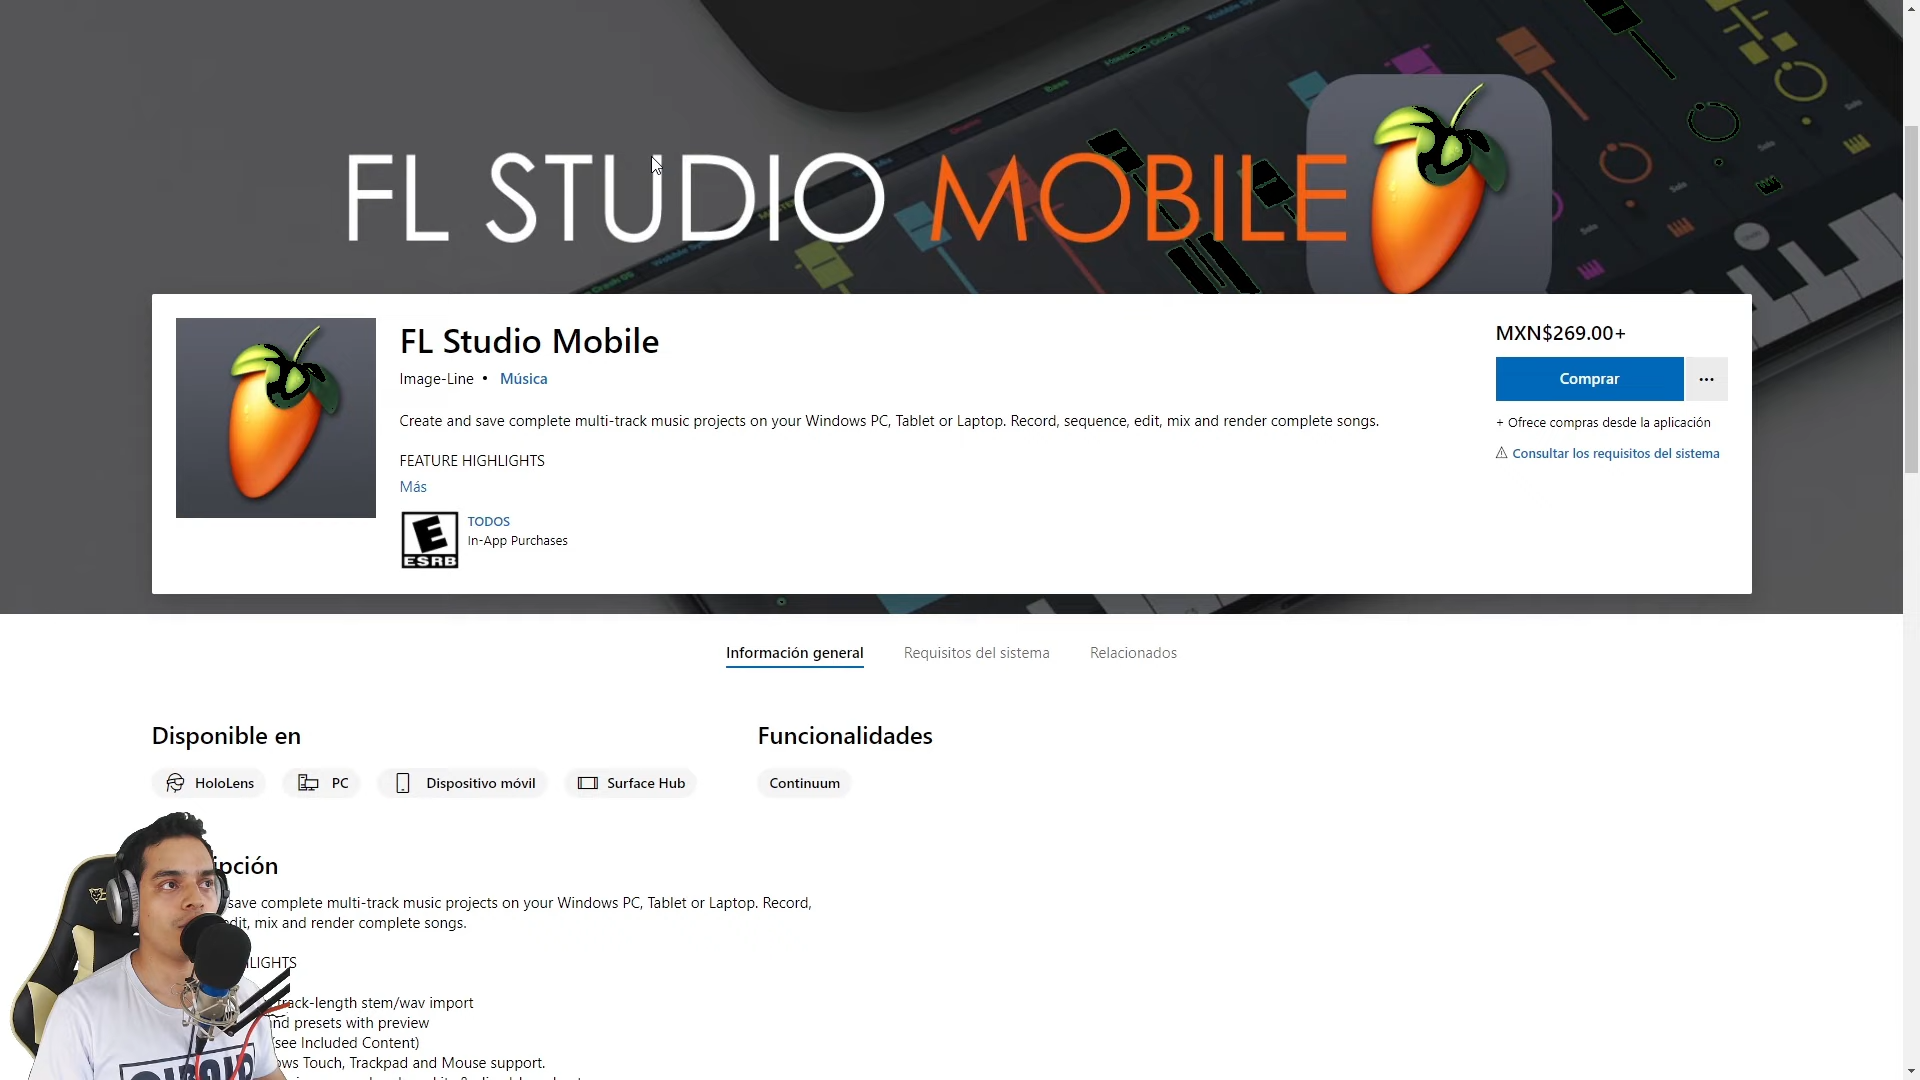 FL STUDIO MOBILE
FL Studio Mobile
Image-Line • Música
Create and save complete multi-track music projects on your Windows PC, Tablet or Laptop. Record, sequence, edit, mix and render complete songs.
FEATURE HIGHLIGHTS
Más
E
ESRB
TODOS
In-App Purchases
MXN$269.00+
Comprar
...
+ Ofrece compras desde la aplicación
Consultar los requisitos del sistema
Información general
Requisitos del sistema
Relacionados
Disponible en
HoloLens
PC
Dispositivo móvil
Surface Hub
Funcionalidades
Continuum
ipción
save complete multi-track music projects on your Windows PC, Tablet or Laptop. Record,
edit, mix and render complete songs.
LIGHTS
track-length stem/wav import
and presets with preview
(see Included Content)
ows Touch, Trackpad and Mouse support.